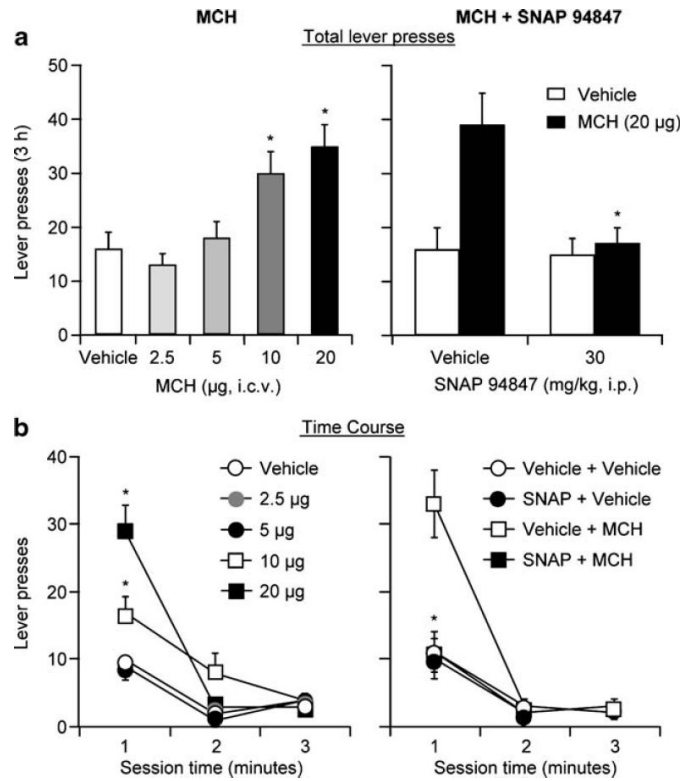 MCH
MCH + SNAP 94847
a
Total lever presses
Lever presses (3 h)
50
40
30
20
10
0
*
*
Vehicle
2.5
5
10
20
MCH (µg, i.c.v.)
Vehicle
MCH (20 µg)
*
Vehicle
30
SNAP 94847 (mg/kg, i.p.)
b
Time Course
Lever presses
40
30
20
10
0
*
*
Vehicle
2.5 µg
5 µg
10 µg
20 µg
1
2
3
Session time (minutes)
Vehicle + Vehicle
SNAP + Vehicle
Vehicle + MCH
SNAP + MCH
*
1
2
3
Session time (minutes)